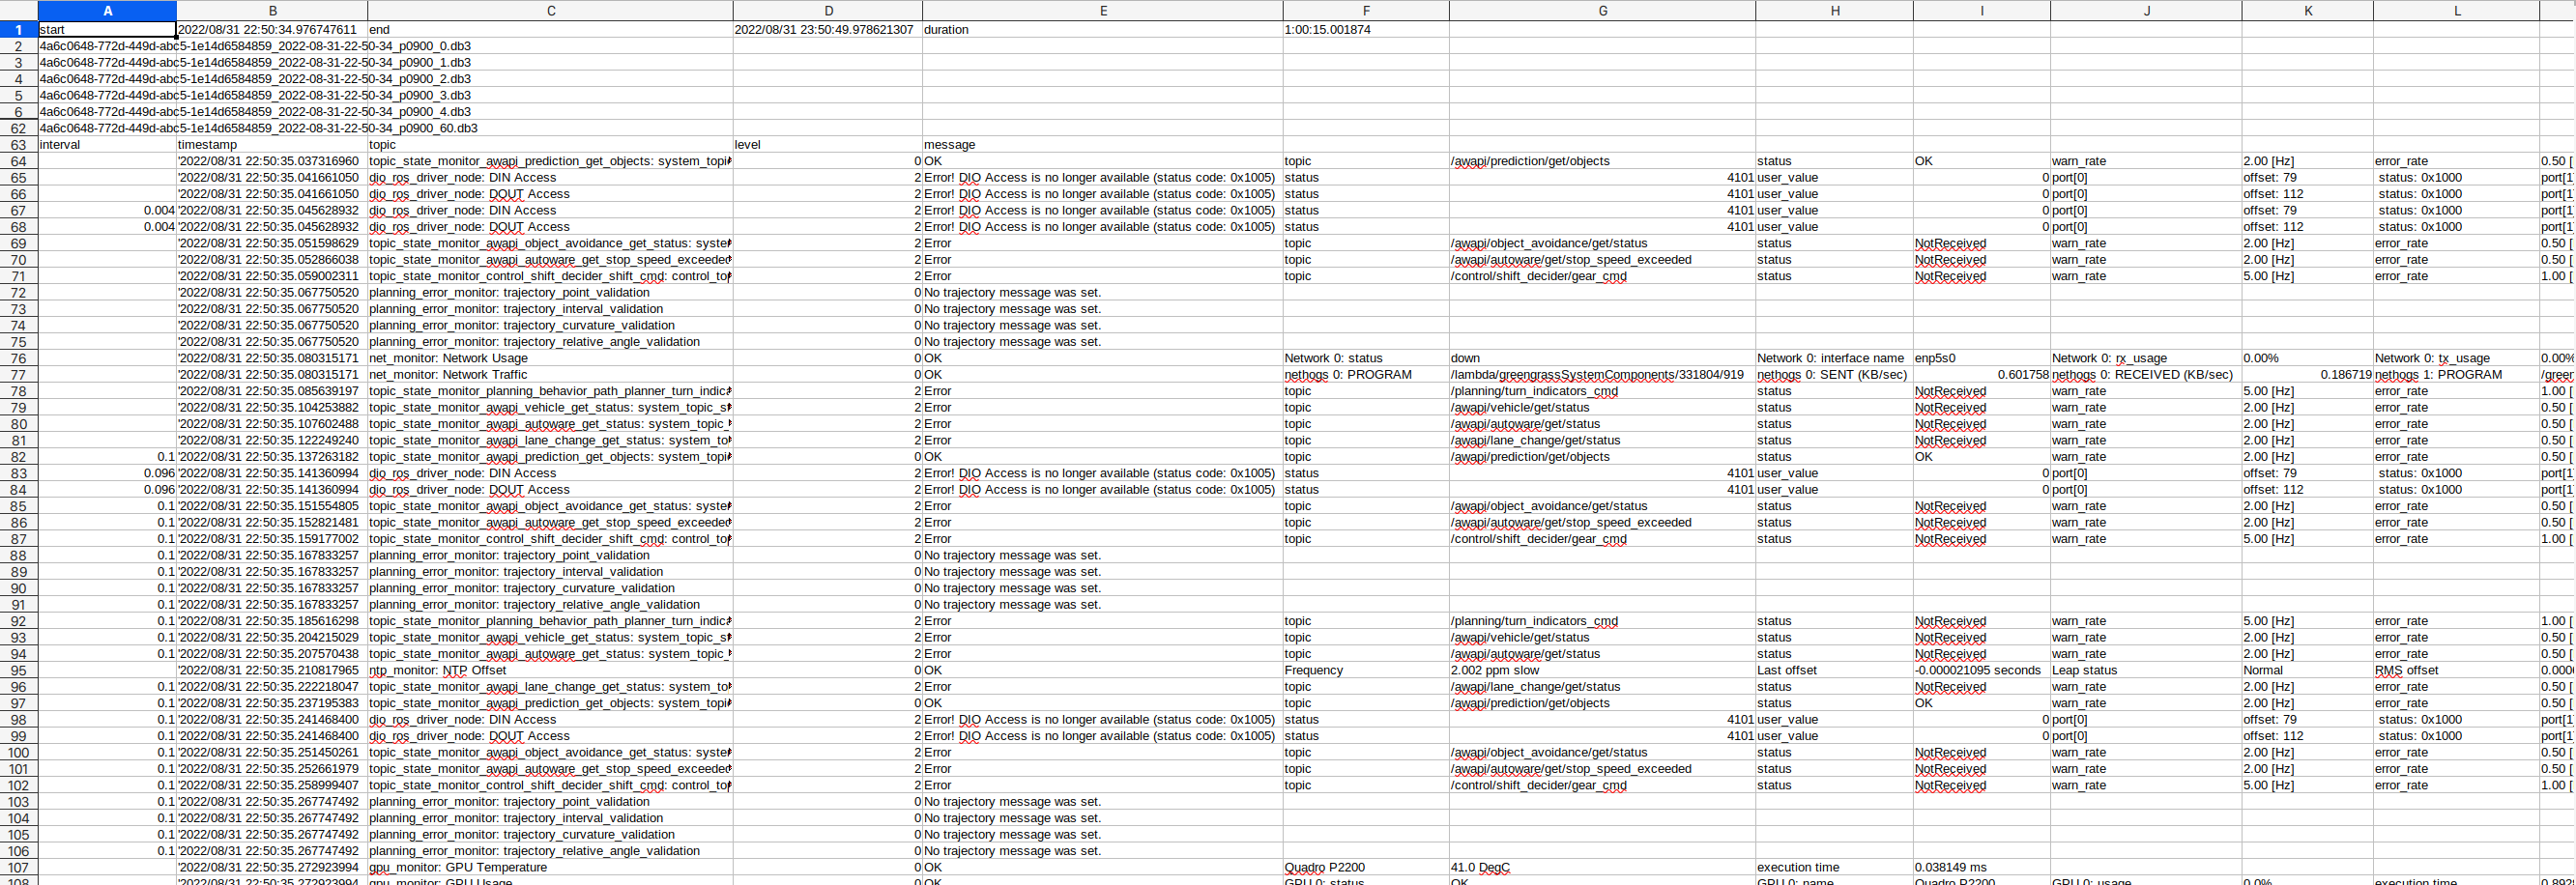 A B C D E F G H I J K L
1 start 2022/08/31 22:50:34.976747611 end 2022/08/31 23:50:49.978621307 duration 1:00:15.001874
2 4a6c0648-772d-449d-abc5-1e14d6584859_2022-08-31-22-50-34_p0900_0.db3
3 4a6c0648-772d-449d-abc5-1e14d6584859_2022-08-31-22-50-34_p0900_1.db3
4 4a6c0648-772d-449d-abc5-1e14d6584859_2022-08-31-22-50-34_p0900_2.db3
5 4a6c0648-772d-449d-abc5-1e14d6584859_2022-08-31-22-50-34_p0900_3.db3
6 4a6c0648-772d-449d-abc5-1e14d6584859_2022-08-31-22-50-34_p0900_4.db3
62 4a6c0648-772d-449d-abc5-1e14d6584859_2022-08-31-22-50-34_p0900_60.db3
63 interval timestamp topic level message
64 '2022/08/31 22:50:35.037316960 topic_state_monitor_awapi_prediction_get_objects: system_topi 0 OK topic /awapi/prediction/get/objects status OK warn_rate 2.00 [Hz] error_rate 0.50 [
65 '2022/08/31 22:50:35.041661050 dio_ros_driver_node: DIN Access 2 Error! DIO Access is no longer available (status code: 0x1005) status 4101 user_value 0 port[0] offset: 79 status: 0x1000 port[1
66 '2022/08/31 22:50:35.041661050 dio_ros_driver_node: DOUT Access 2 Error! DIO Access is no longer available (status code: 0x1005) status 4101 user_value 0 port[0] offset: 112 status: 0x1000 port[1
67 0.004 '2022/08/31 22:50:35.045628932 dio_ros_driver_node: DIN Access 2 Error! DIO Access is no longer available (status code: 0x1005) status 4101 user_value 0 port[0] offset: 79 status: 0x1000 port[1
68 0.004 '2022/08/31 22:50:35.045628932 dio_ros_driver_node: DOUT Access 2 Error! DIO Access is no longer available (status code: 0x1005) status 4101 user_value 0 port[0] offset: 112 status: 0x1000 port[1
69 '2022/08/31 22:50:35.051598629 topic_state_monitor_awapi_object_avoidance_get_status: syste 2 Error topic /awapi/object_avoidance/get/status status NotReceived warn_rate 2.00 [Hz] error_rate 0.50 [
70 '2022/08/31 22:50:35.052866038 topic_state_monitor_awapi_autoware_get_stop_speed_exceeded 2 Error topic /awapi/autoware/get/stop_speed_exceeded status NotReceived warn_rate 2.00 [Hz] error_rate 0.50 [
71 '2022/08/31 22:50:35.059002311 topic_state_monitor_control_shift_decider_shift_cmd: control_to 2 Error topic /control/shift_decider/gear_cmd status NotReceived warn_rate 5.00 [Hz] error_rate 1.00 [
72 '2022/08/31 22:50:35.067750520 planning_error_monitor: trajectory_point_validation 0 No trajectory message was set.
73 '2022/08/31 22:50:35.067750520 planning_error_monitor: trajectory_interval_validation 0 No trajectory message was set.
74 '2022/08/31 22:50:35.067750520 planning_error_monitor: trajectory_curvature_validation 0 No trajectory message was set.
75 '2022/08/31 22:50:35.067750520 planning_error_monitor: trajectory_relative_angle_validation 0 No trajectory message was set.
76 '2022/08/31 22:50:35.080315171 net_monitor: Network Usage 0 OK Network 0: status down Network 0: interface name enp5s0 Network 0: rx_usage 0.00% Network 0: tx_usage 0.00%
77 '2022/08/31 22:50:35.080315171 net_monitor: Network Traffic 0 OK nethogs 0: PROGRAM /lambda/greengrassSystemComponents/331804/919 nethogs 0: SENT (KB/sec) 0.601758 nethogs 0: RECEIVED (KB/sec) 0.186719 nethogs 1: PROGRAM /green
78 '2022/08/31 22:50:35.085639197 topic_state_monitor_planning_behavior_path_planner_turn_indica 2 Error topic /planning/turn_indicators_cmd status NotReceived warn_rate 5.00 [Hz] error_rate 1.00 [
79 '2022/08/31 22:50:35.104253882 topic_state_monitor_awapi_vehicle_get_status: system_topic_s 2 Error topic /awapi/vehicle/get/status status NotReceived warn_rate 2.00 [Hz] error_rate 0.50 [
80 '2022/08/31 22:50:35.107602488 topic_state_monitor_awapi_autoware_get_status: system_topic_ 2 Error topic /awapi/autoware/get/status status NotReceived warn_rate 2.00 [Hz] error_rate 0.50 [
81 '2022/08/31 22:50:35.122249240 topic_state_monitor_awapi_lane_change_get_status: system_to 2 Error topic /awapi/lane_change/get/status status NotReceived warn_rate 2.00 [Hz] error_rate 0.50 [
82 0.1 '2022/08/31 22:50:35.137263182 topic_state_monitor_awapi_prediction_get_objects: system_topi 0 OK topic /awapi/prediction/get/objects status OK warn_rate 2.00 [Hz] error_rate 0.50 [
83 0.096 '2022/08/31 22:50:35.141360994 dio_ros_driver_node: DIN Access 2 Error! DIO Access is no longer available (status code: 0x1005) status 4101 user_value 0 port[0] offset: 79 status: 0x1000 port[1
84 0.096 '2022/08/31 22:50:35.141360994 dio_ros_driver_node: DOUT Access 2 Error! DIO Access is no longer available (status code: 0x1005) status 4101 user_value 0 port[0] offset: 112 status: 0x1000 port[1
85 0.1 '2022/08/31 22:50:35.151554805 topic_state_monitor_awapi_object_avoidance_get_status: syste 2 Error topic /awapi/object_avoidance/get/status status NotReceived warn_rate 2.00 [Hz] error_rate 0.50 [
86 0.1 '2022/08/31 22:50:35.152821481 topic_state_monitor_awapi_autoware_get_stop_speed_exceeded 2 Error topic /awapi/autoware/get/stop_speed_exceeded status NotReceived warn_rate 2.00 [Hz] error_rate 0.50 [
87 0.1 '2022/08/31 22:50:35.159177002 topic_state_monitor_control_shift_decider_shift_cmd: control_to 2 Error topic /control/shift_decider/gear_cmd status NotReceived warn_rate 5.00 [Hz] error_rate 1.00 [
88 0.1 '2022/08/31 22:50:35.167833257 planning_error_monitor: trajectory_point_validation 0 No trajectory message was set.
89 0.1 '2022/08/31 22:50:35.167833257 planning_error_monitor: trajectory_interval_validation 0 No trajectory message was set.
90 0.1 '2022/08/31 22:50:35.167833257 planning_error_monitor: trajectory_curvature_validation 0 No trajectory message was set.
91 0.1 '2022/08/31 22:50:35.167833257 planning_error_monitor: trajectory_relative_angle_validation 0 No trajectory message was set.
92 0.1 '2022/08/31 22:50:35.185616298 topic_state_monitor_planning_behavior_path_planner_turn_indica 2 Error topic /planning/turn_indicators_cmd status NotReceived warn_rate 5.00 [Hz] error_rate 1.00 [
93 0.1 '2022/08/31 22:50:35.204215029 topic_state_monitor_awapi_vehicle_get_status: system_topic_s 2 Error topic /awapi/vehicle/get/status status NotReceived warn_rate 2.00 [Hz] error_rate 0.50 [
94 0.1 '2022/08/31 22:50:35.207570438 topic_state_monitor_awapi_autoware_get_status: system_topic_ 2 Error topic /awapi/autoware/get/status status NotReceived warn_rate 2.00 [Hz] error_rate 0.50 [
95 '2022/08/31 22:50:35.210817965 ntp_monitor: NTP Offset 0 OK Frequency 2.002 ppm slow Last offset -0.000021095 seconds Leap status Normal RMS offset 0.000
96 0.1 '2022/08/31 22:50:35.222218047 topic_state_monitor_awapi_lane_change_get_status: system_to 2 Error topic /awapi/lane_change/get/status status NotReceived warn_rate 2.00 [Hz] error_rate 0.50 [
97 0.1 '2022/08/31 22:50:35.237195383 topic_state_monitor_awapi_prediction_get_objects: system_topi 0 OK topic /awapi/prediction/get/objects status OK warn_rate 2.00 [Hz] error_rate 0.50 [
98 0.1 '2022/08/31 22:50:35.241468400 dio_ros_driver_node: DIN Access 2 Error! DIO Access is no longer available (status code: 0x1005) status 4101 user_value 0 port[0] offset: 79 status: 0x1000 port[1
99 0.1 '2022/08/31 22:50:35.241468400 dio_ros_driver_node: DOUT Access 2 Error! DIO Access is no longer available (status code: 0x1005) status 4101 user_value 0 port[0] offset: 112 status: 0x1000 port[1
100 0.1 '2022/08/31 22:50:35.251450261 topic_state_monitor_awapi_object_avoidance_get_status: syste 2 Error topic /awapi/object_avoidance/get/status status NotReceived warn_rate 2.00 [Hz] error_rate 0.50 [
101 0.1 '2022/08/31 22:50:35.252661979 topic_state_monitor_awapi_autoware_get_stop_speed_exceeded 2 Error topic /awapi/autoware/get/stop_speed_exceeded status NotReceived warn_rate 2.00 [Hz] error_rate 0.50 [
102 0.1 '2022/08/31 22:50:35.258999407 topic_state_monitor_control_shift_decider_shift_cmd: control_to 2 Error topic /control/shift_decider/gear_cmd status NotReceived warn_rate 5.00 [Hz] error_rate 1.00 [
103 0.1 '2022/08/31 22:50:35.267747492 planning_error_monitor: trajectory_point_validation 0 No trajectory message was set.
104 0.1 '2022/08/31 22:50:35.267747492 planning_error_monitor: trajectory_interval_validation 0 No trajectory message was set.
105 0.1 '2022/08/31 22:50:35.267747492 planning_error_monitor: trajectory_curvature_validation 0 No trajectory message was set.
106 0.1 '2022/08/31 22:50:35.267747492 planning_error_monitor: trajectory_relative_angle_validation 0 No trajectory message was set.
107 '2022/08/31 22:50:35.272923994 gpu_monitor: GPU Temperature 0 OK Quadro P2200 41.0 DegC execution time 0.038149 ms
108 '2022/08/31 22:50:35.272923994 gpu_monitor: GPU Usage 0 OK GPU 0: status OK GPU 0: name Quadro P2200 GPU 0: usage 0.0% execution time